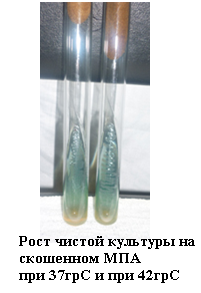 Рост чистой культуры на
скошенном МПА
при 37грС и при 42грС